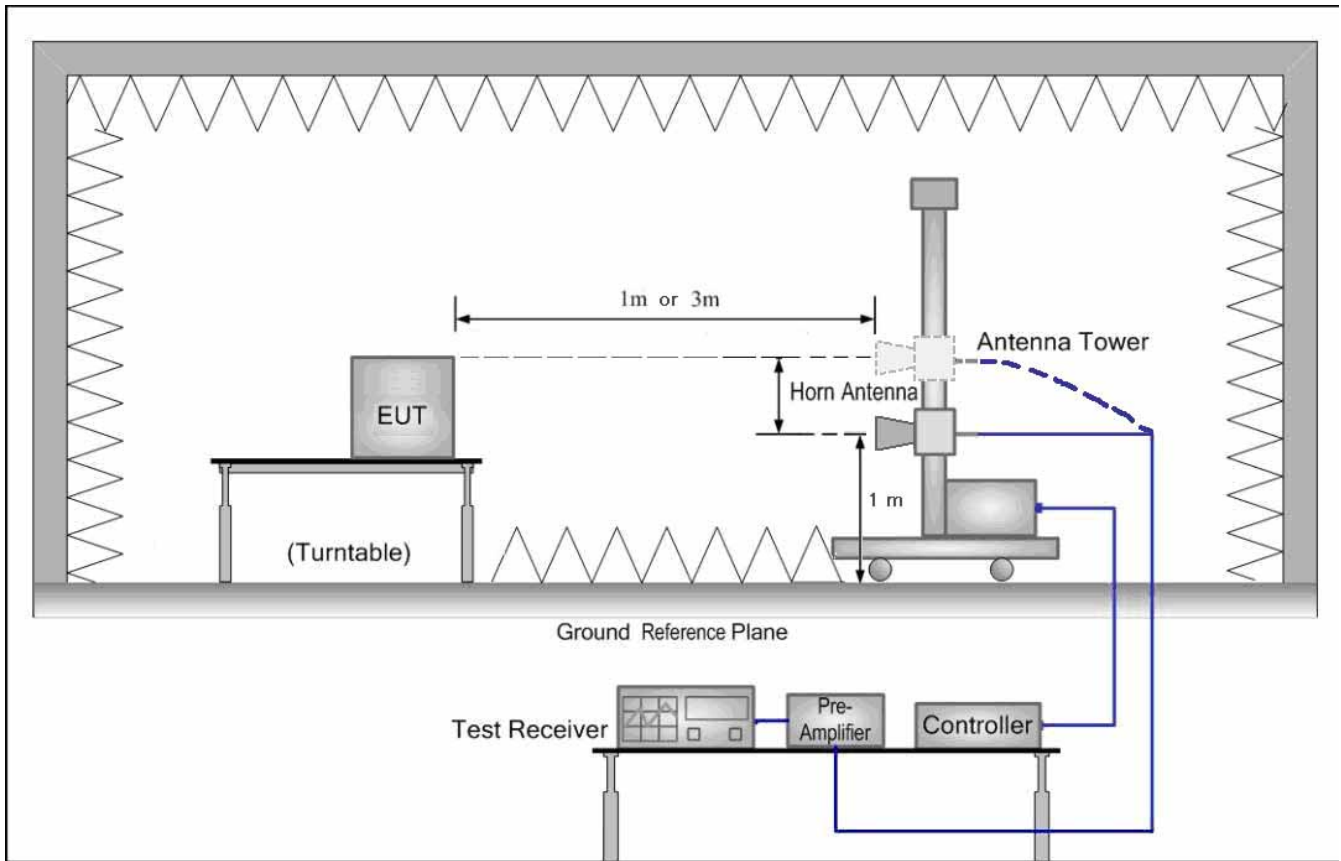 1m or 3m
Antenna Tower
Horn Antenna
EUT
1 m
(Turntable)
Ground Reference Plane
Test Receiver
Pre-
Amplifier
Controller